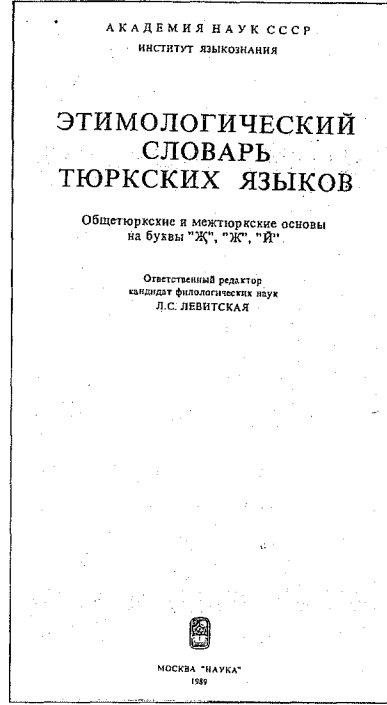 АКАДЕМИЯ НАУК СССР
ИНСТИТУТ ЯЗЫКОЗНАНИЯ
ЭТИМОЛОГИЧЕСКИЙ
СЛОВАРЬ
ТЮРКСКИХ ЯЗЫКОВ
Общетюркские и межтюркские основы
на буквы "Җ", "Ж", "Й"
Ответственный редактор
кандидат филологических наук
Л.С. ЛЕВИТСКАЯ
МОСКВА "НАУКА"
1989